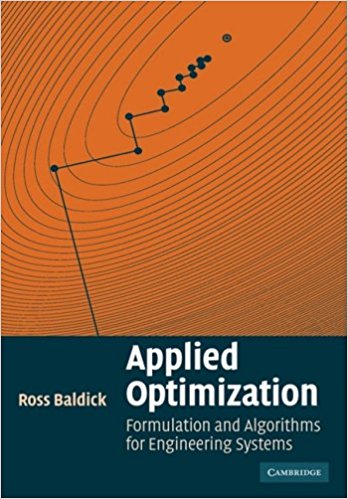 Applied
Optimization
Ross Baldick
Formulation and Algorithms
for Engineering Systems
CAMBRIDGE